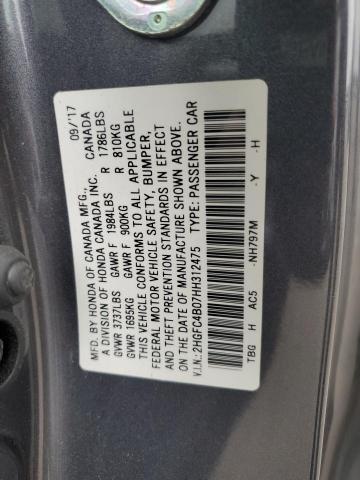 MFD. BY HONDA OF CANADA MFG., 09/'17
A DIVISION OF HONDA CANADA INC. CANADA
GVWR 3737LBS GAWR F 1984LBS R 1786LBS
GVWR 1695KG GAWR F 900KG R 810KG
THIS VEHICLE CONFORMS TO ALL APPLICABLE
FEDERAL MOTOR VEHICLE SAFETY, BUMPER,
AND THEFT PREVENTION STANDARDS IN EFFECT
ON THE DATE OF MANUFACTURE SHOWN ABOVE.
V.I.N.:2HGFC4B07HH312475 TYPE: PASSENGER CAR
TBG H AC5 -NH797M -Y -H